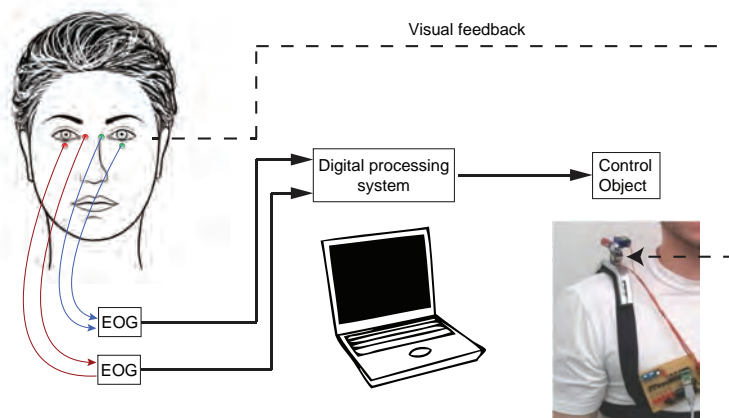 Visual feedback
Digital processing
system
Control
Object
EOG
EOG